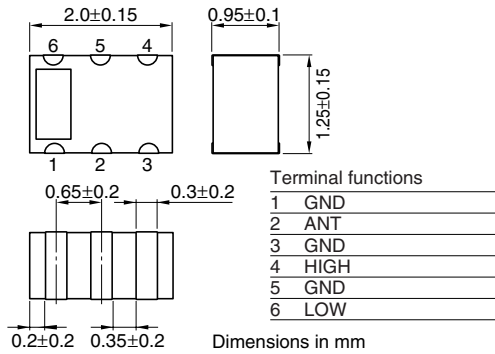 2.0±0.15
0.95±0.1
6 5 4
1.25±0.15
1 2 3
0.65±0.2
0.3±0.2
Terminal functions
1 GND
2 ANT
3 GND
4 HIGH
5 GND
6 LOW
0.2±0.2
0.35±0.2
Dimensions in mm